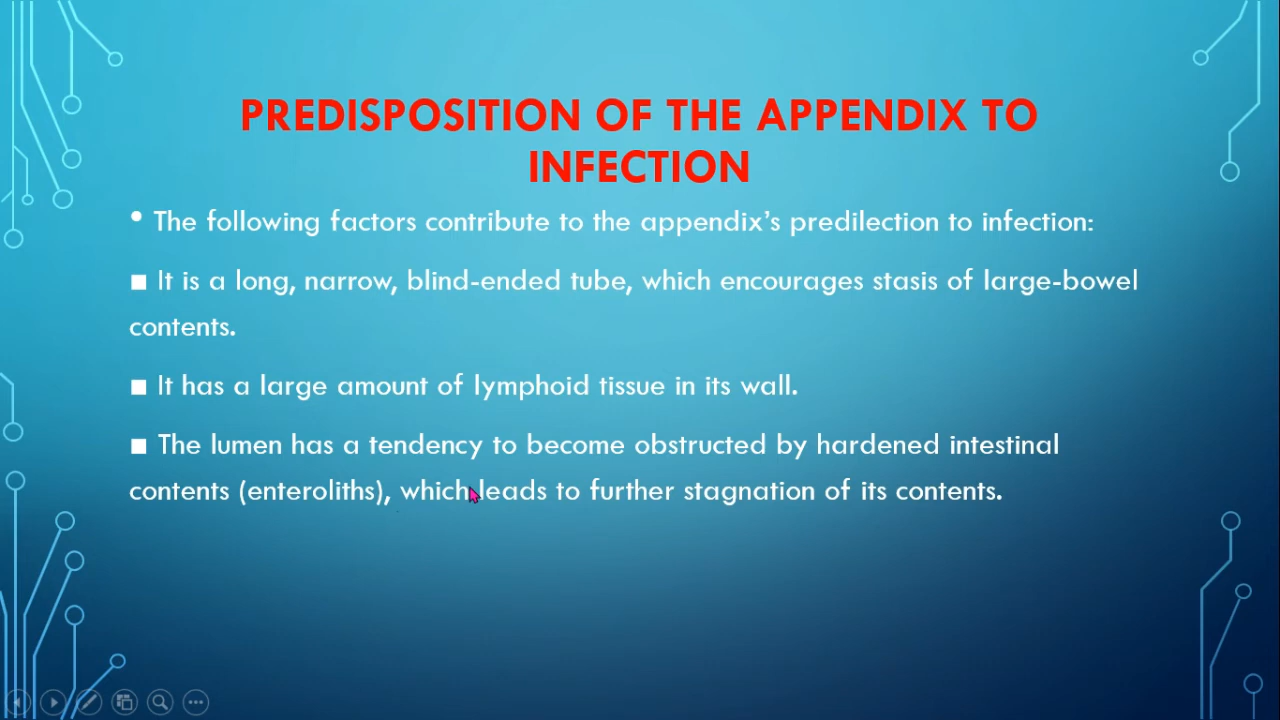 PREDISPOSITION OF THE APPENDIX TO
INFECTION
• The following factors contribute to the appendix’s predilection to infection:
■ It is a long, narrow, blind-ended tube, which encourages stasis of large-bowel
contents.
■ It has a large amount of lymphoid tissue in its wall.
■ The lumen has a tendency to become obstructed by hardened intestinal
contents (enteroliths), which leads to further stagnation of its contents.